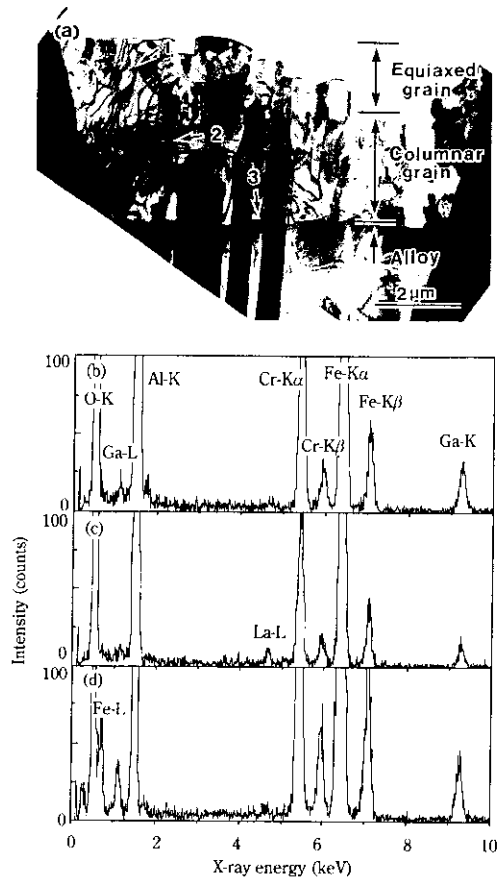 (a)
1
Equiaxed
grain
2
Columnar
grain
3
Alloy
2μm
(b)
100
O-K
Al-K
Cr-Kα
Fe-Kα
Fe-Kβ
Ga-L
Cr-Kβ
Ga-K
0
(c)
100
La-L
0
(d)
100
Fe-L
0
Intensity (counts)
0 2 4 6 8 10
X-ray energy (keV)